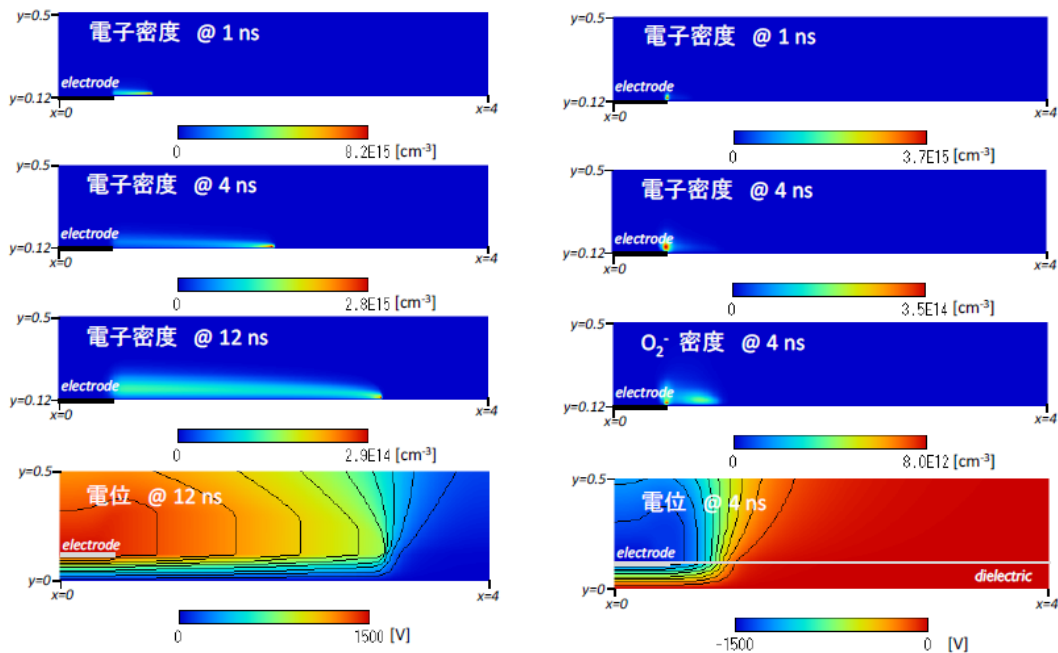 y=0.5
電子密度 @ 1 ns
electrode
y=0.12
x=0
x=4
0
8.2E15 [cm⁻³]
y=0.5
電子密度 @ 4 ns
electrode
y=0.12
x=0
x=4
0
2.8E15 [cm⁻³]
y=0.5
電子密度 @ 12 ns
electrode
y=0.12
x=0
x=4
0
2.9E14 [cm⁻³]
y=0.5
電位 @ 12 ns
electrode
y=0
x=0
x=4
0
1500 [V]
y=0.5
電子密度 @ 1 ns
electrode
y=0.12
x=0
x=4
0
3.7E15 [cm⁻³]
y=0.5
電子密度 @ 4 ns
electrode
y=0.12
x=0
x=4
0
3.5E14 [cm⁻³]
y=0.5
O₂⁻ 密度 @ 4 ns
electrode
y=0.12
x=0
x=4
0
8.0E12 [cm⁻³]
y=0.5
電位 @ 4 ns
electrode
dielectric
y=0
x=0
x=4
-1500
0 [V]